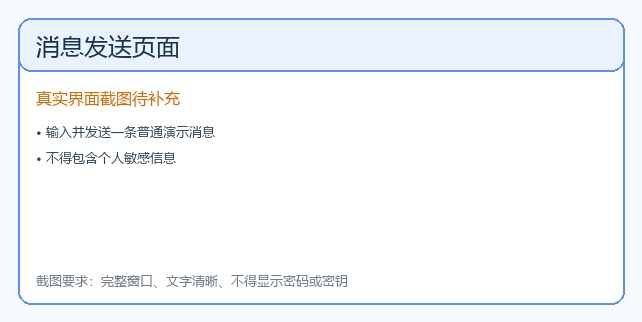 消息发送页面
真实界面截图待补充
• 输入并发送一条普通演示消息
• 不得包含个人敏感信息
截图要求：完整窗口、文字清晰、不得显示密码或密钥